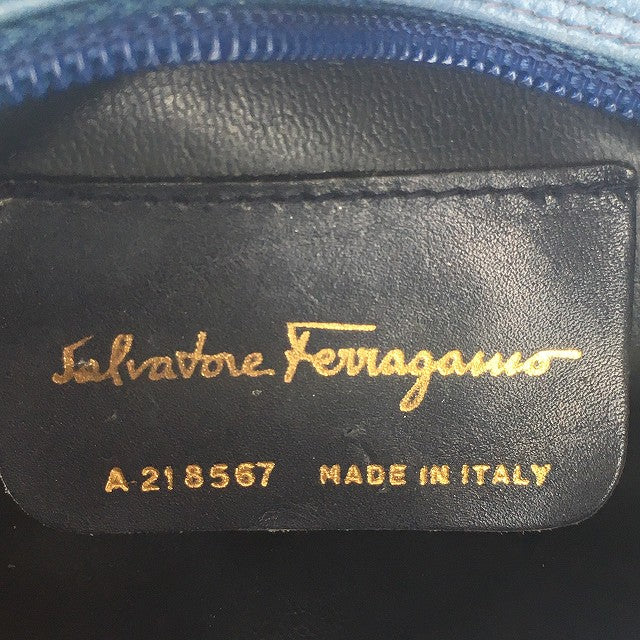 Salvatore Ferragamo
A-218567 MADE IN ITALY